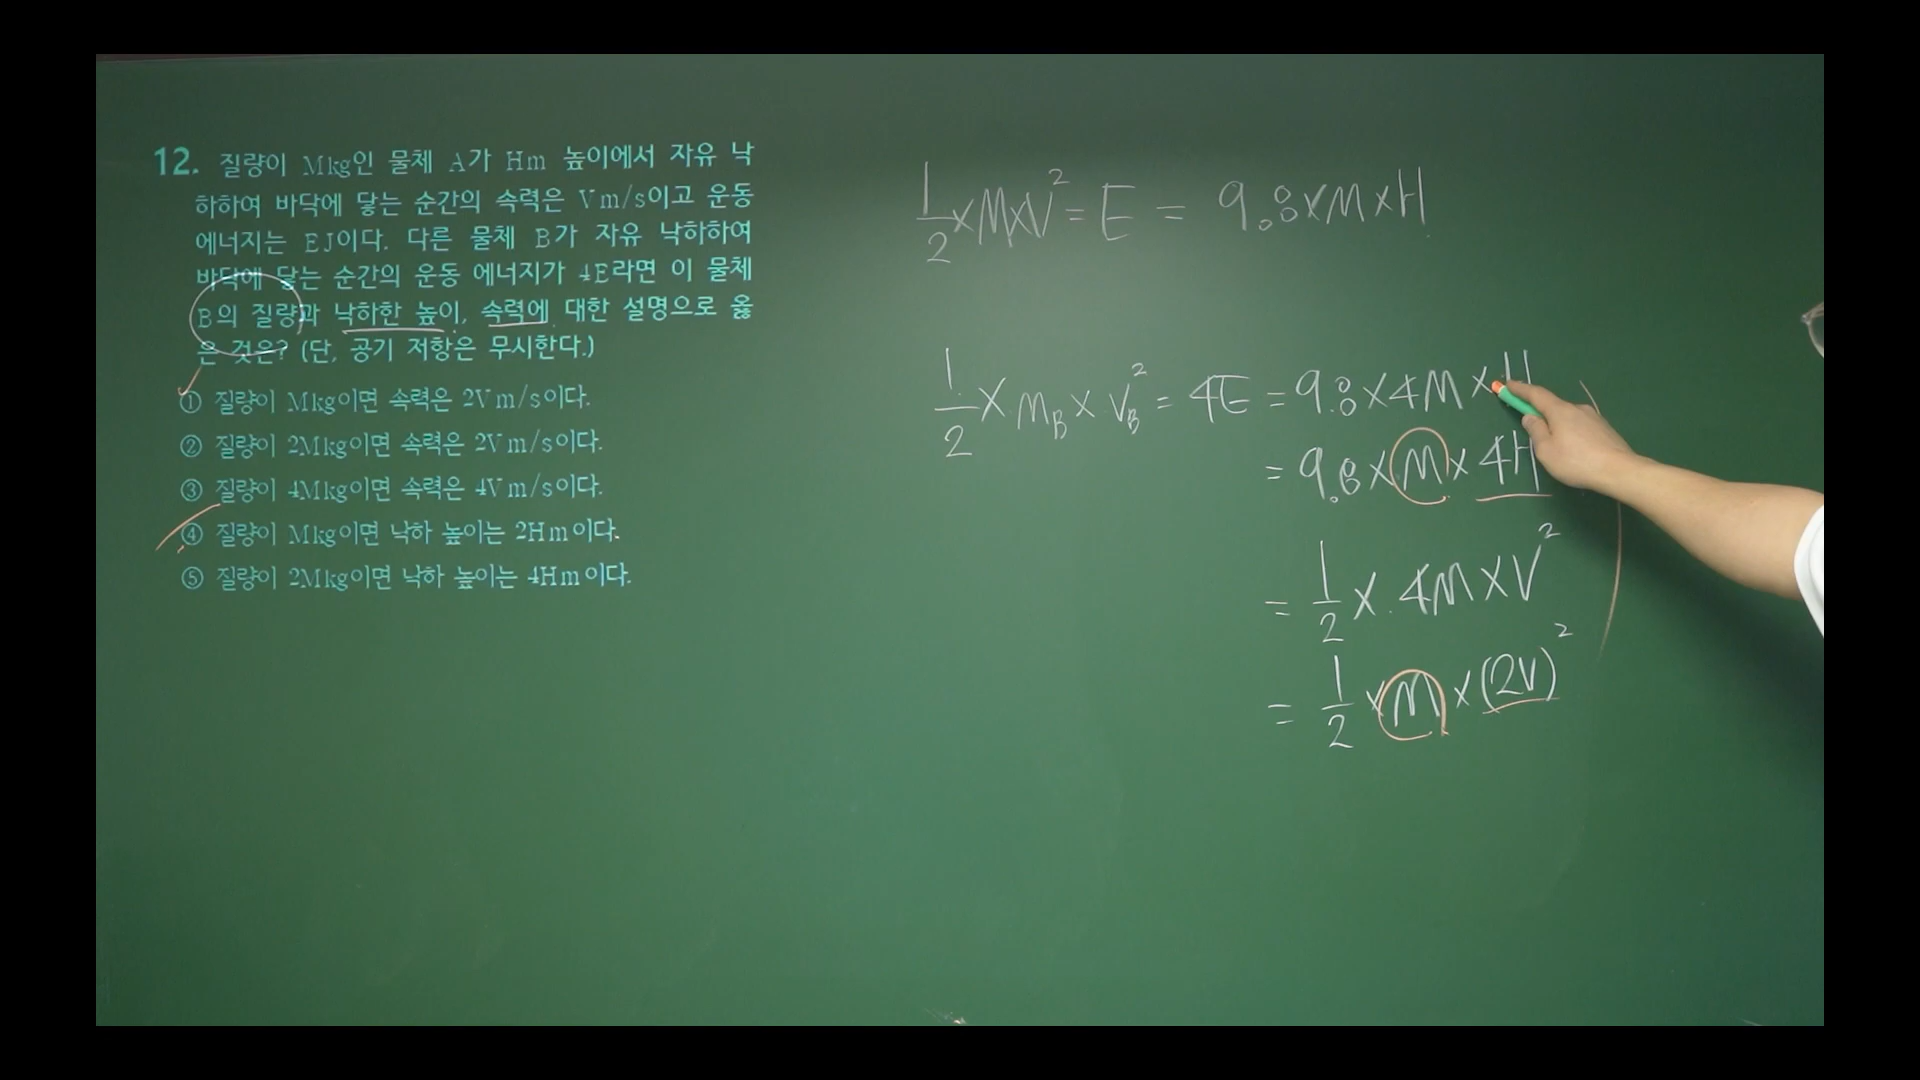 12. 질량이 Mkg인 물체 A가 Hm 높이에서 자유 낙
하하여 바닥에 닿는 순간의 속력은 Vm/s이고 운동
에너지는 EJ이다. 다른 물체 B가 자유 낙하하여
바닥에 닿는 순간의 운동 에너지가 4E라면 이 물체
B의 질량과 낙하한 높이, 속력에 대한 설명으로 옳
은 것은? (단, 공기 저항은 무시한다.)
① 질량이 Mkg이면 속력은 2Vm/s이다.
② 질량이 2Mkg이면 속력은 2Vm/s이다.
③ 질량이 4Mkg이면 속력은 4Vm/s이다.
④ 질량이 Mkg이면 낙하 높이는 2Hm이다.
⑤ 질량이 2Mkg이면 낙하 높이는 4Hm이다.
1/2 × M × V² = E = 9.8 × M × H
1/2 × m_B × V_B² = 4E = 9.8 × 4M × H
= 9.8 × M × 4H
= 1/2 × 4M × V²
= 1/2 × M × (2V)²